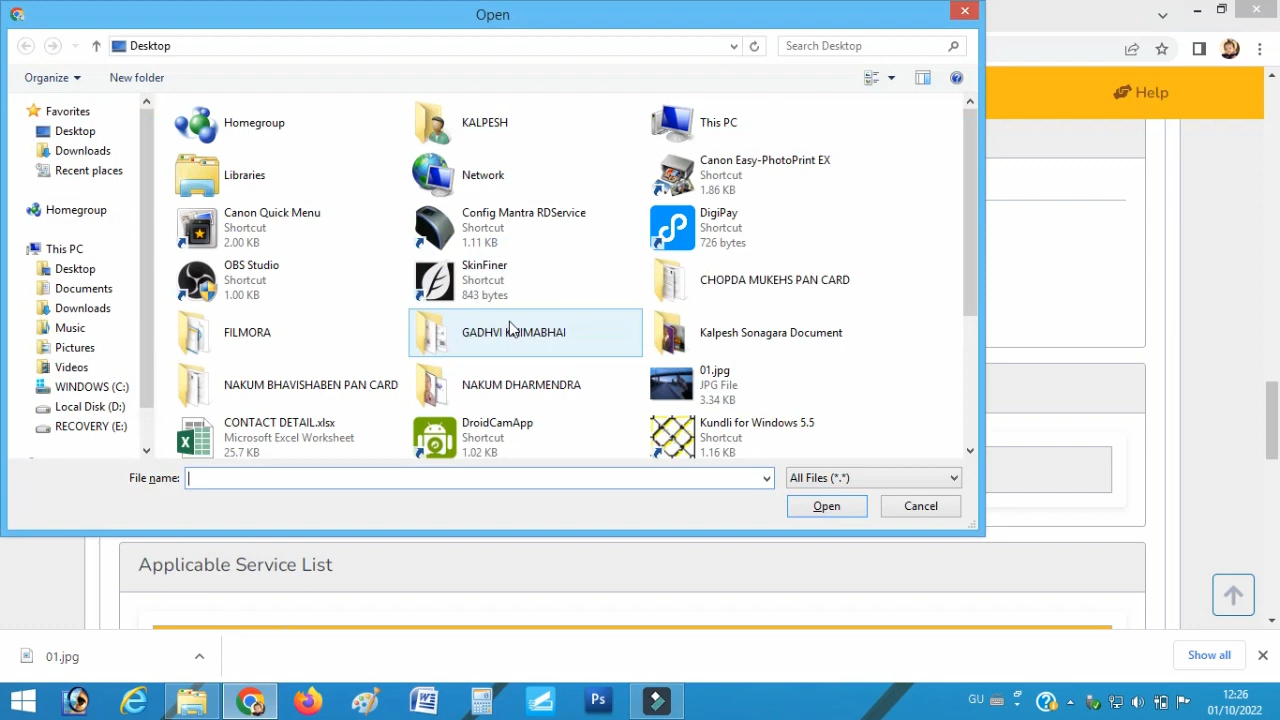 Open
Desktop
Search Desktop
Organize
New folder
Help
Favorites
Desktop
Downloads
Recent places
Homegroup
This PC
Desktop
Documents
Downloads
Music
Pictures
Videos
WINDOWS (C:)
Local Disk (D:)
RECOVERY (E:)
Homegroup
KALPESH
This PC
Libraries
Network
Canon Easy-PhotoPrint EX
Shortcut
1.86 KB
Canon Quick Menu
Shortcut
2.00 KB
Config Mantra RDService
Shortcut
1.11 KB
DigiPay
Shortcut
726 bytes
OBS Studio
Shortcut
1.00 KB
SkinFiner
Shortcut
843 bytes
CHOPDA MUKEHS PAN CARD
FILMORA
GADHVI KHIMABHAI
Kalpesh Sonagara Document
NAKUM BHAVISHABEN PAN CARD
NAKUM DHARMENDRA
01.jpg
JPG File
3.34 KB
CONTACT DETAIL.xlsx
Microsoft Excel Worksheet
25.7 KB
DroidCamApp
Shortcut
1.02 KB
Kundli for Windows 5.5
Shortcut
1.16 KB
File name:
All Files (*.*)
Open
Cancel
Applicable Service List
01.jpg
Show all
GU
12:26
01/10/2022